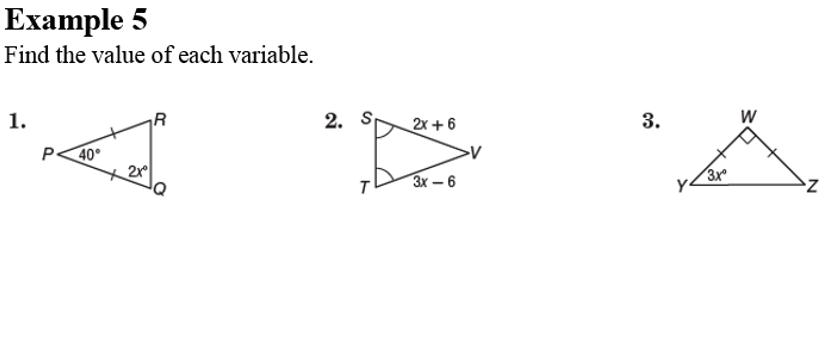 Example 5
Find the value of each variable.
1. P 40° R 2x° Q
2. S 2x + 6 V T 3x – 6
3. W Y 3x° Z